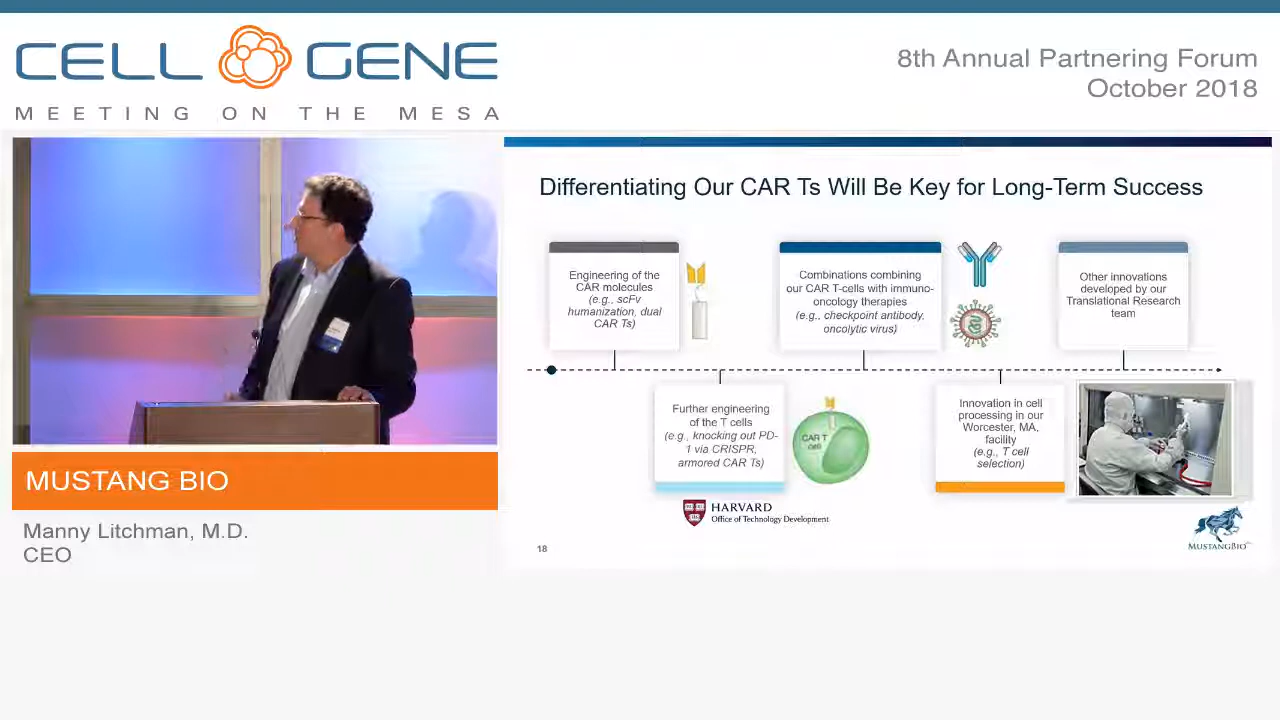 CELL GENE
MEETING ON THE MESA
8th Annual Partnering Forum
October 2018
MUSTANG BIO
Manny Litchman, M.D.
CEO
Differentiating Our CAR Ts Will Be Key for Long-Term Success
Engineering of the
CAR molecules
(e.g., scFv
humanization, dual
CAR Ts)
Combinations combining
our CAR T-cells with immuno-
oncology therapies
(e.g., checkpoint antibody,
oncolytic virus)
Other innovations
developed by our
Translational Research
team
Further engineering
of the T cells
(e.g., knocking out PD-
1 via CRISPR,
armored CAR Ts)
CAR T
cell
Innovation in cell
processing in our
Worcester, MA,
facility
(e.g., T cell
selection)
HARVARD
Office of Technology Development
18
MUSTANGBIO